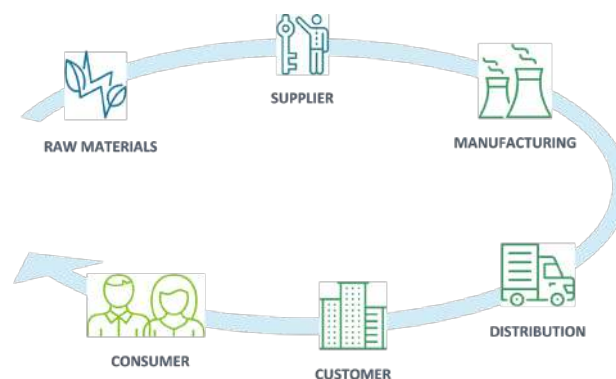 RAW MATERIALS
SUPPLIER
MANUFACTURING
DISTRIBUTION
CUSTOMER
CONSUMER